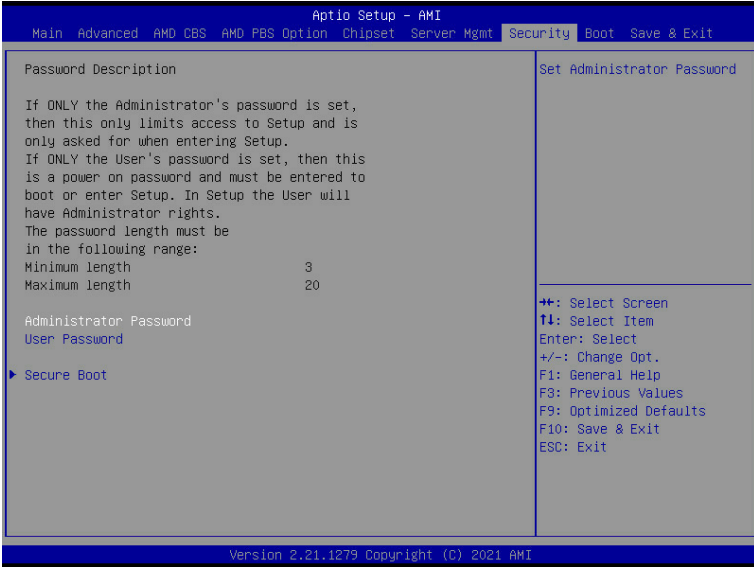 Aptio Setup - AMI
Main Advanced AMD CBS AMD PBS Option Chipset Server Mgmt Security Boot Save & Exit
Password Description
If ONLY the Administrator's password is set,
then this only limits access to Setup and is
only asked for when entering Setup.
If ONLY the User's password is set, then this
is a power on password and must be entered to
boot or enter Setup. In Setup the User will
have Administrator rights.
The password length must be
in the following range:
Minimum length 3
Maximum length 20
Administrator Password
User Password
Secure Boot
Set Administrator Password
→←: Select Screen
↑↓: Select Item
Enter: Select
+/-: Change Opt.
F1: General Help
F3: Previous Values
F9: Optimized Defaults
F10: Save & Exit
ESC: Exit
Version 2.21.1279 Copyright (C) 2021 AMI